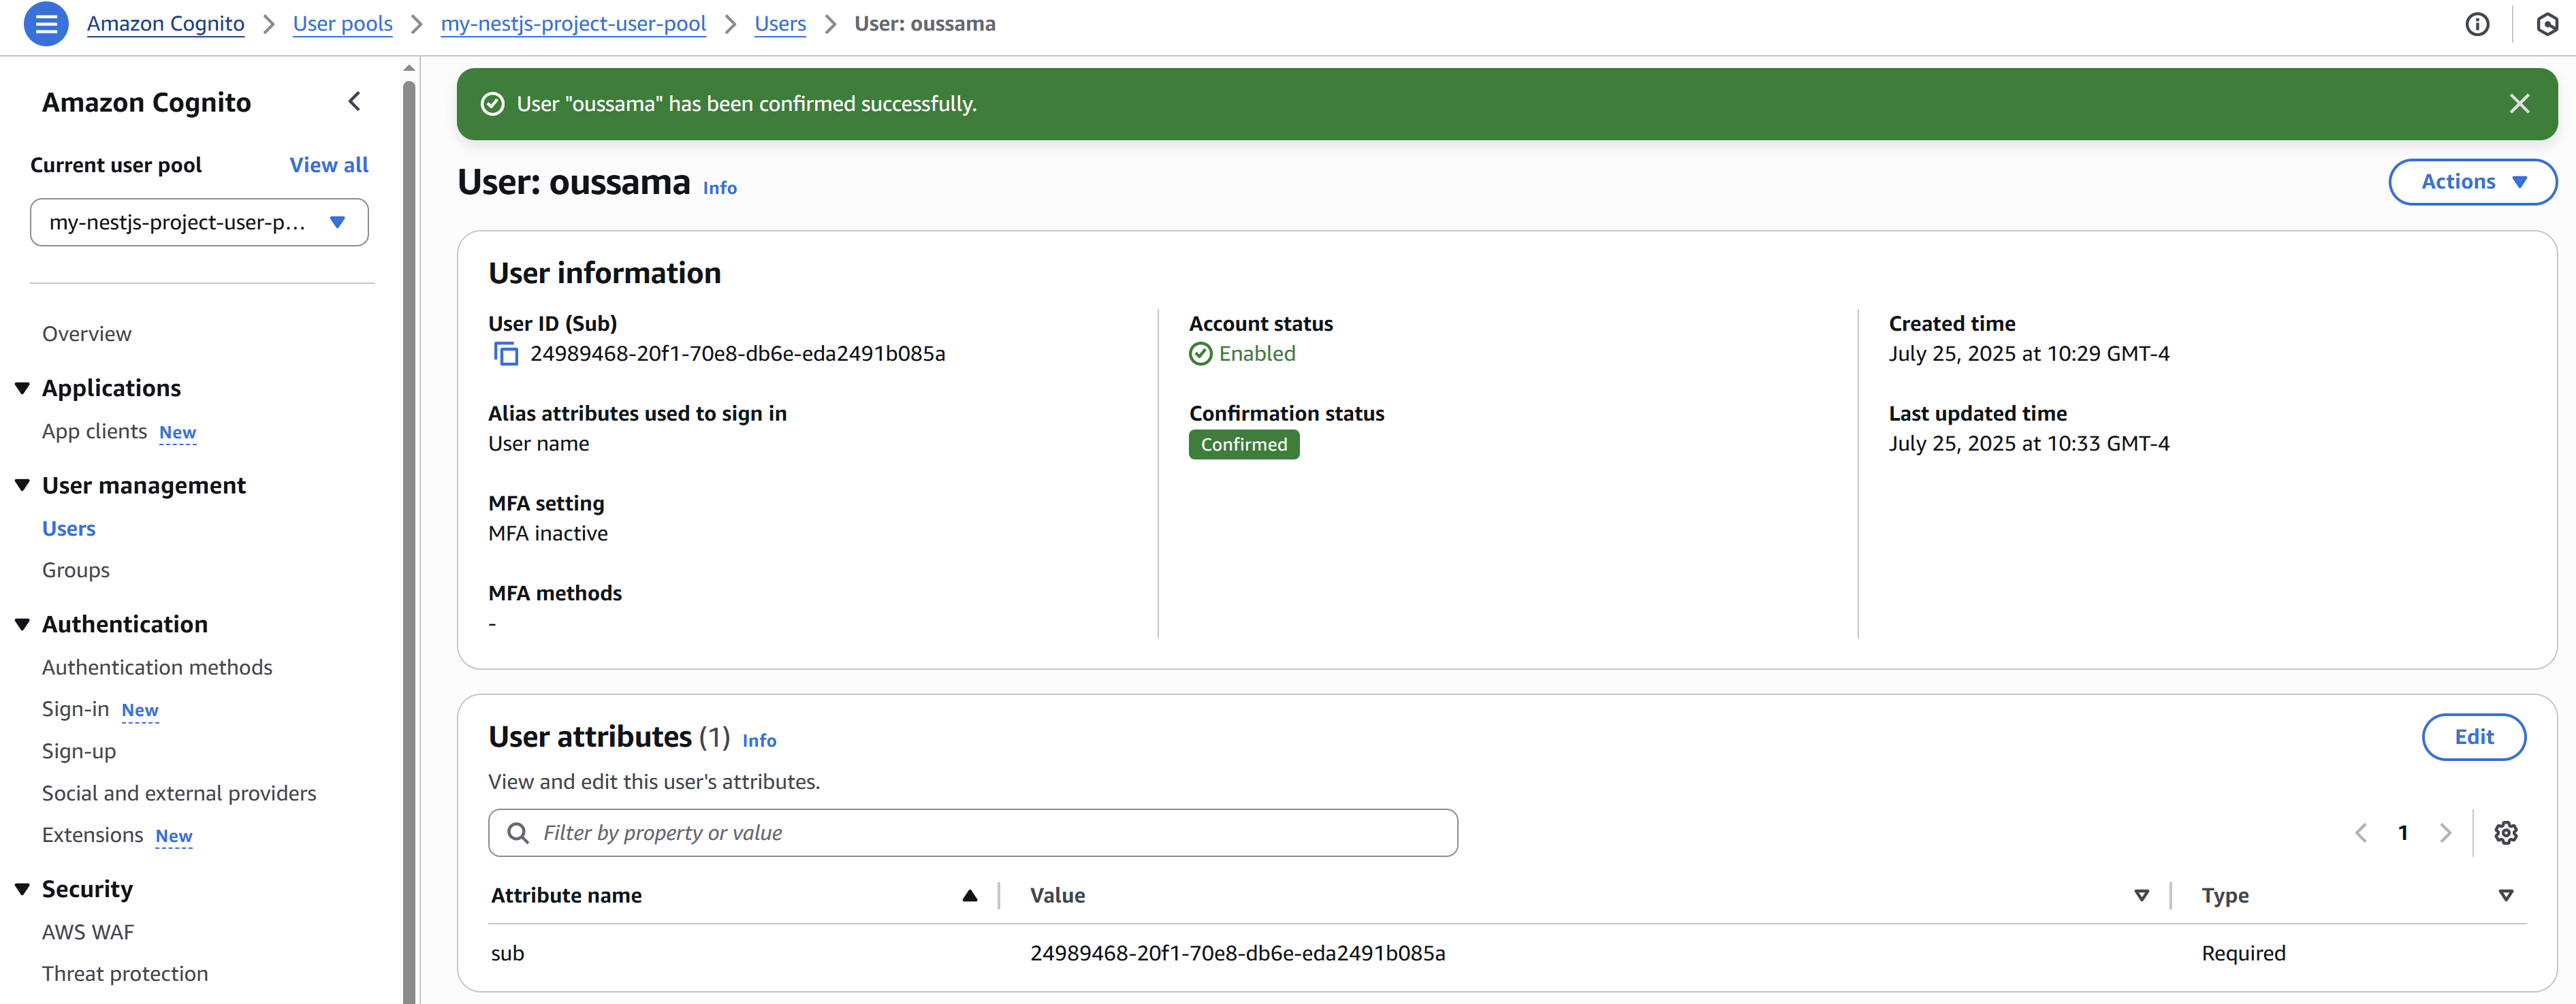 Amazon Cognito > User pools > my-nestjs-project-user-pool > Users > User: oussama
Amazon Cognito
Current user pool View all
my-nestjs-project-user-p...
Overview
Applications
App clients New
User management
Users
Groups
Authentication
Authentication methods
Sign-in New
Sign-up
Social and external providers
Extensions New
Security
AWS WAF
Threat protection
User "oussama" has been confirmed successfully.
User: oussama Info
Actions
User information
User ID (Sub)
24989468-20f1-70e8-db6e-eda2491b085a
Alias attributes used to sign in
User name
MFA setting
MFA inactive
MFA methods
-
Account status
Enabled
Confirmation status
Confirmed
Created time
July 25, 2025 at 10:29 GMT-4
Last updated time
July 25, 2025 at 10:33 GMT-4
User attributes (1) Info
Edit
View and edit this user's attributes.
Filter by property or value
1
Attribute name Value Type
sub 24989468-20f1-70e8-db6e-eda2491b085a Required